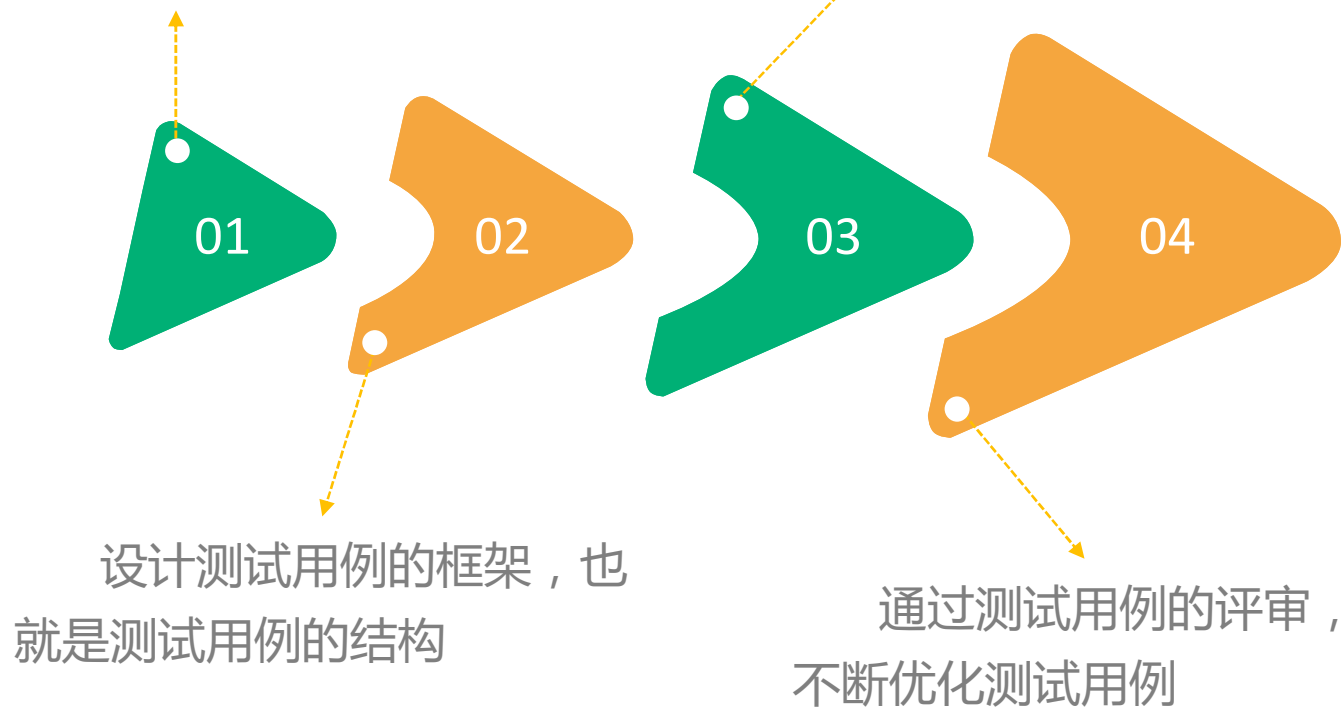 01
02
03
04
设计测试用例的框架，也
就是测试用例的结构
通过测试用例的评审，
不断优化测试用例